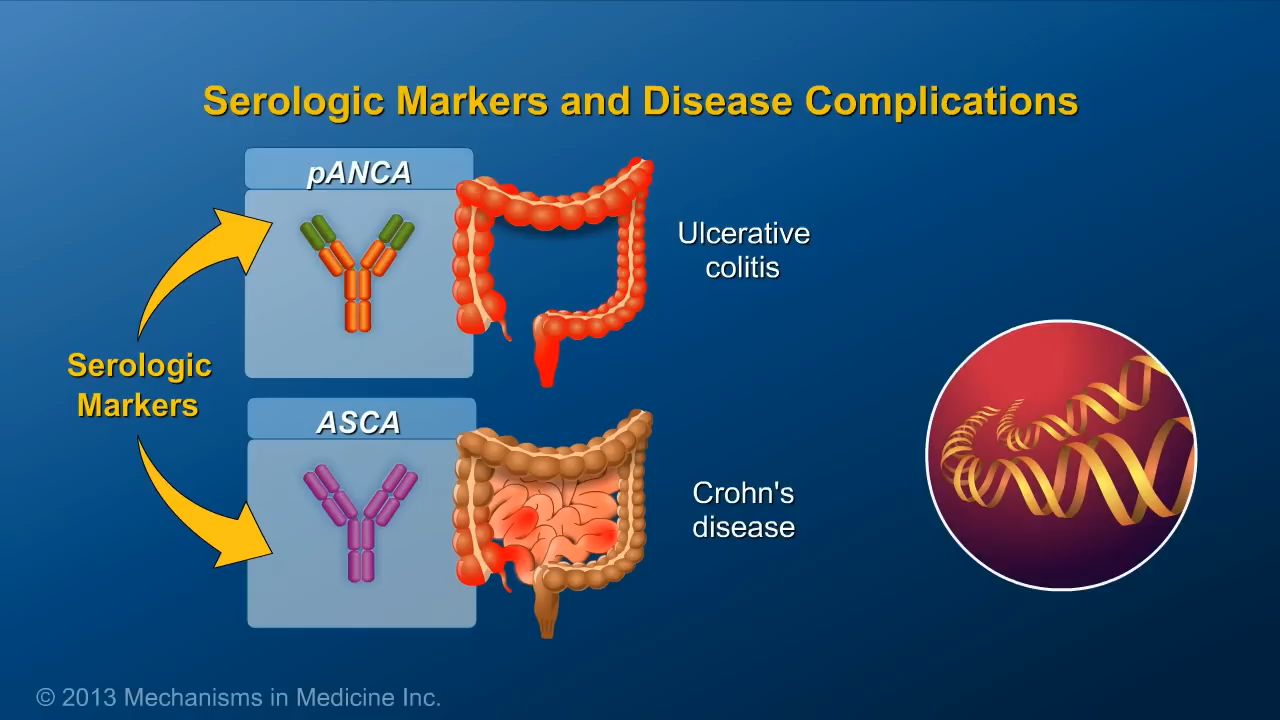 Serologic Markers and Disease Complications
pANCA
Ulcerative
colitis
Serologic
Markers
ASCA
Crohn's
disease
© 2013 Mechanisms in Medicine Inc.